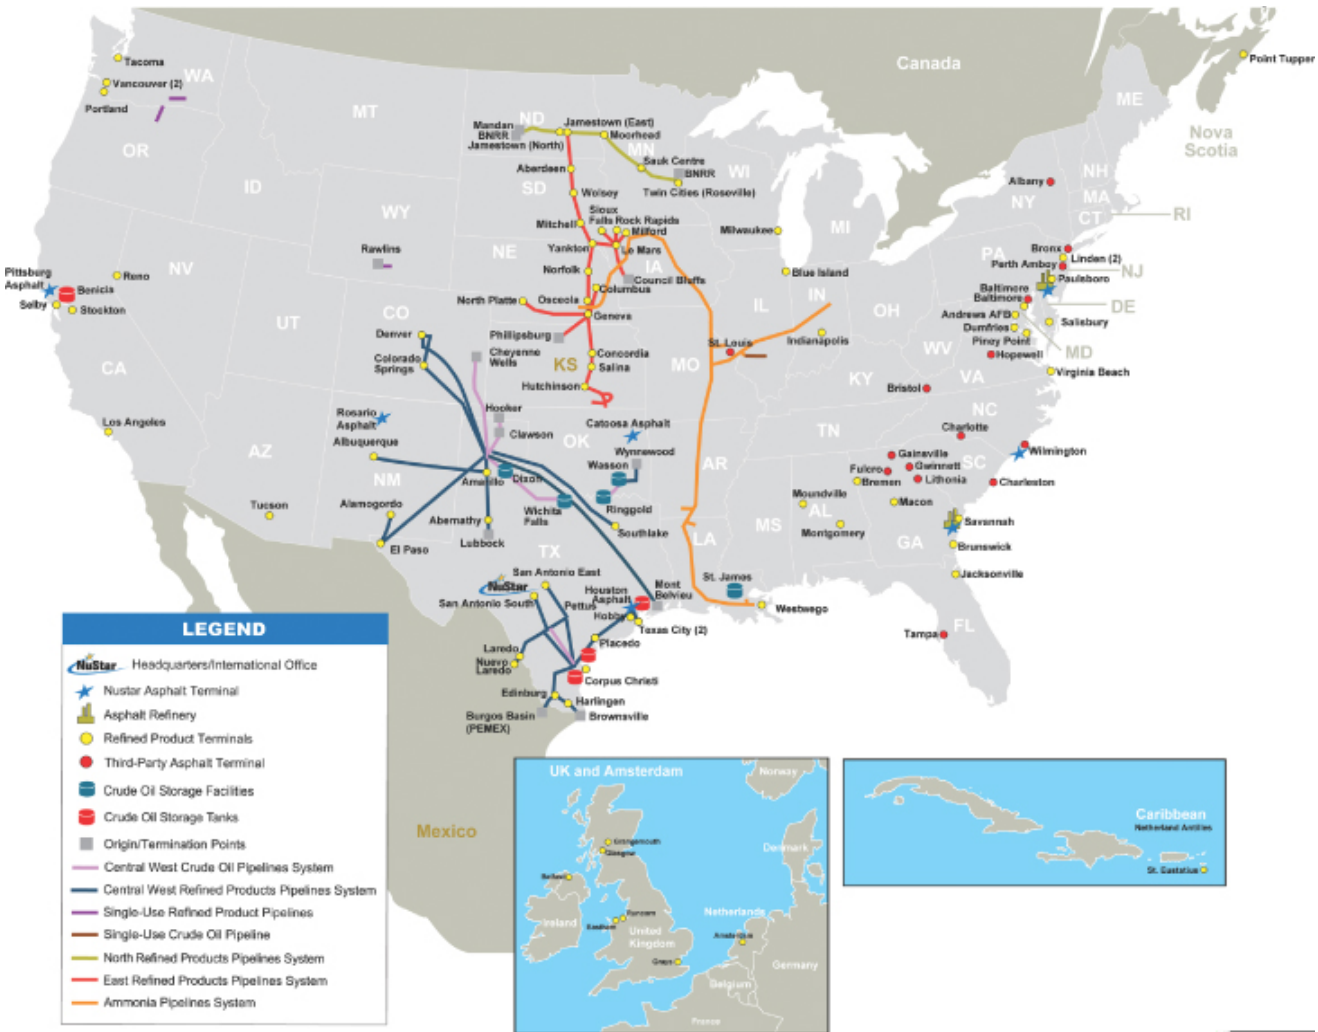 Canada
Point Tupper
Nova
Scotia
Tacoma
WA
Vancouver (2)
Portland
OR
MT
ID
WY
Rawlins
NV
UT
CA
AZ
Mandan
BNRR
ND
Jamestown (East)
Jamestown (North)
Moorhead
MN
Sauk Centre
BNRR
Twin Cities (Roseville)
Aberdeen
SD
Wolsey
Sioux
Falls
Rock Rapids
Mitchell
Milford
Yankton
Le Mars
NE
IA
Norfolk
Council Bluffs
Columbus
North Platte
Osceola
Geneva
Phillipsburg
Concordia
KS
Salina
Hutchinson
WI
MI
Milwaukee
Blue Island
IL
IN
OH
Indianapolis
St. Louis
MO
KY
WV
VA
TN
NC
SC
AR
MS
AL
GA
LA
FL
ME
NH
MA
CT
RI
NY
Albany
PA
Bronx
Linden (2)
Perth Amboy
NJ
Paulsboro
Baltimore
Baltimore
DE
Andrews AFB
Salisbury
Dumfries
Piney Point
MD
Hopewell
Virginia Beach
Bristol
Charlotte
Wilmington
Gainsville
Gwinnett
Fulcro
Lithonia
Bremen
Charleston
Macon
Moundville
Montgomery
Savannah
Brunswick
Jacksonville
Tampa
Pittsburg
Asphalt
Benicia
Selby
Stockton
Reno
Los Angeles
Tucson
CO
Denver
Colorado
Springs
Cheyenne
Wells
Rosario
Asphalt
Albuquerque
NM
Alamogordo
El Paso
Hooker
Clawson
OK
Catoosa Asphalt
Wynnewood
Wasson
Ringgold
Amarillo
Dixon
Wichita
Falls
Abernathy
Lubbock
Southlake
TX
NuStar
San Antonio East
San Antonio South
Pettus
Houston
Asphalt
Mont
Belvieu
Hobby
Texas City (2)
Placedo
Corpus Christi
Laredo
Nuevo
Laredo
Edinburg
Harlingen
Burgos Basin
(PEMEX)
Brownsville
St. James
Westwego
Mexico
LEGEND
NuStar Headquarters/International Office
Nustar Asphalt Terminal
Asphalt Refinery
Refined Product Terminals
Third-Party Asphalt Terminal
Crude Oil Storage Facilities
Crude Oil Storage Tanks
Origin/Termination Points
Central West Crude Oil Pipelines System
Central West Refined Products Pipelines System
Single-Use Refined Product Pipelines
Single-Use Crude Oil Pipeline
North Refined Products Pipelines System
East Refined Products Pipelines System
Ammonia Pipelines System
UK and Amsterdam
Norway
Grangemouth
Glasgow
Denmark
Belfast
Ireland
Runcorn
Eastham
United
Kingdom
Netherlands
Amsterdam
Grays
Germany
Belgium
France
Caribbean
Netherland Antilles
St. Eustatius